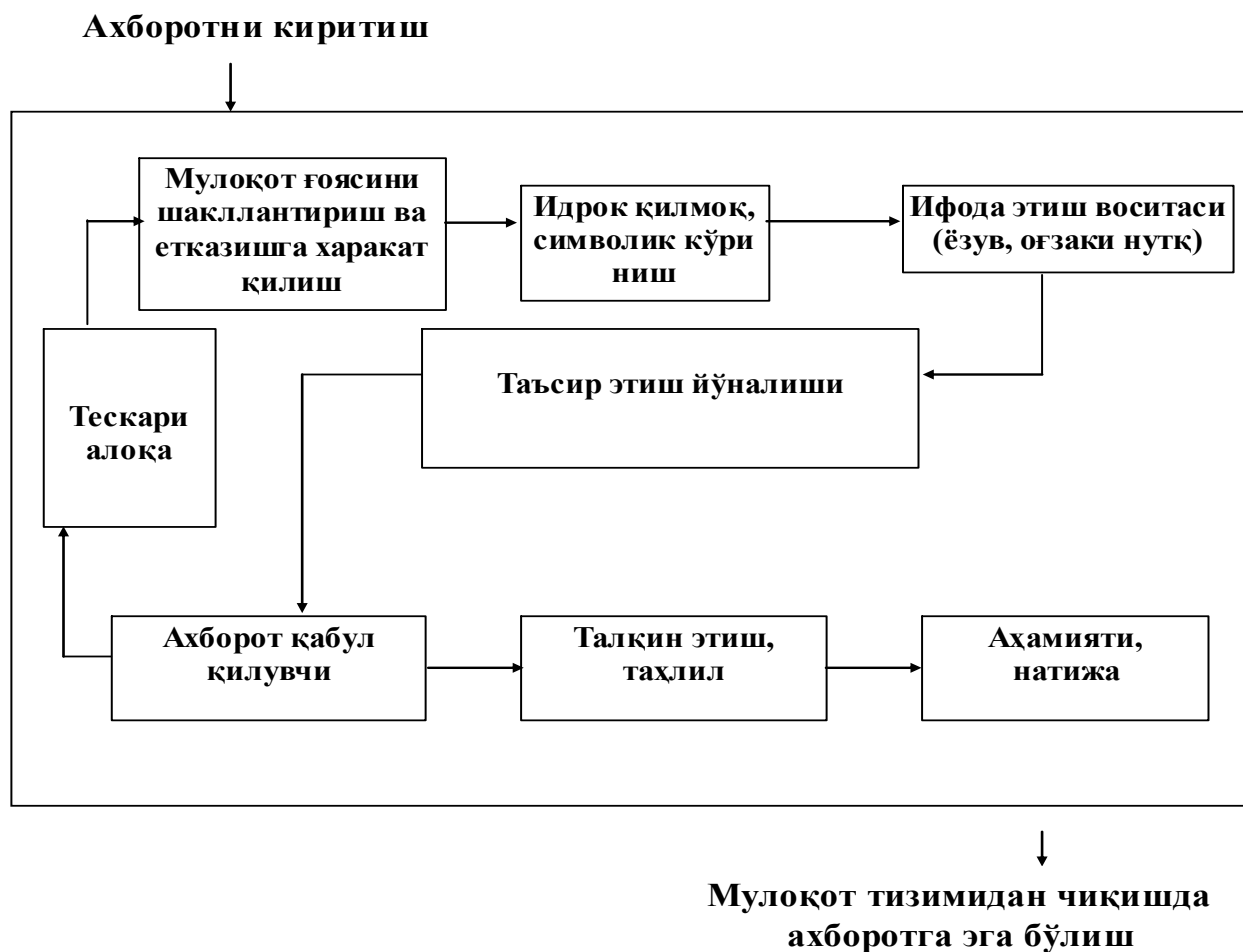 Ахборотни киритиш
Мулоқот ғоясини
шакллантириш ва
етказишга харакат
қилиш
Идрок қилмоқ,
символик кўри
ниш
Ифода этиш воситаси
(ёзув, оғзаки нутқ)
Таъсир этиш йўналиши
Тескари
алоқа
Ахборот қабул
қилувчи
Талқин этиш,
таҳлил
Аҳамияти,
натижа
Мулоқот тизимидан чиқишда
ахборотга эга бўлиш